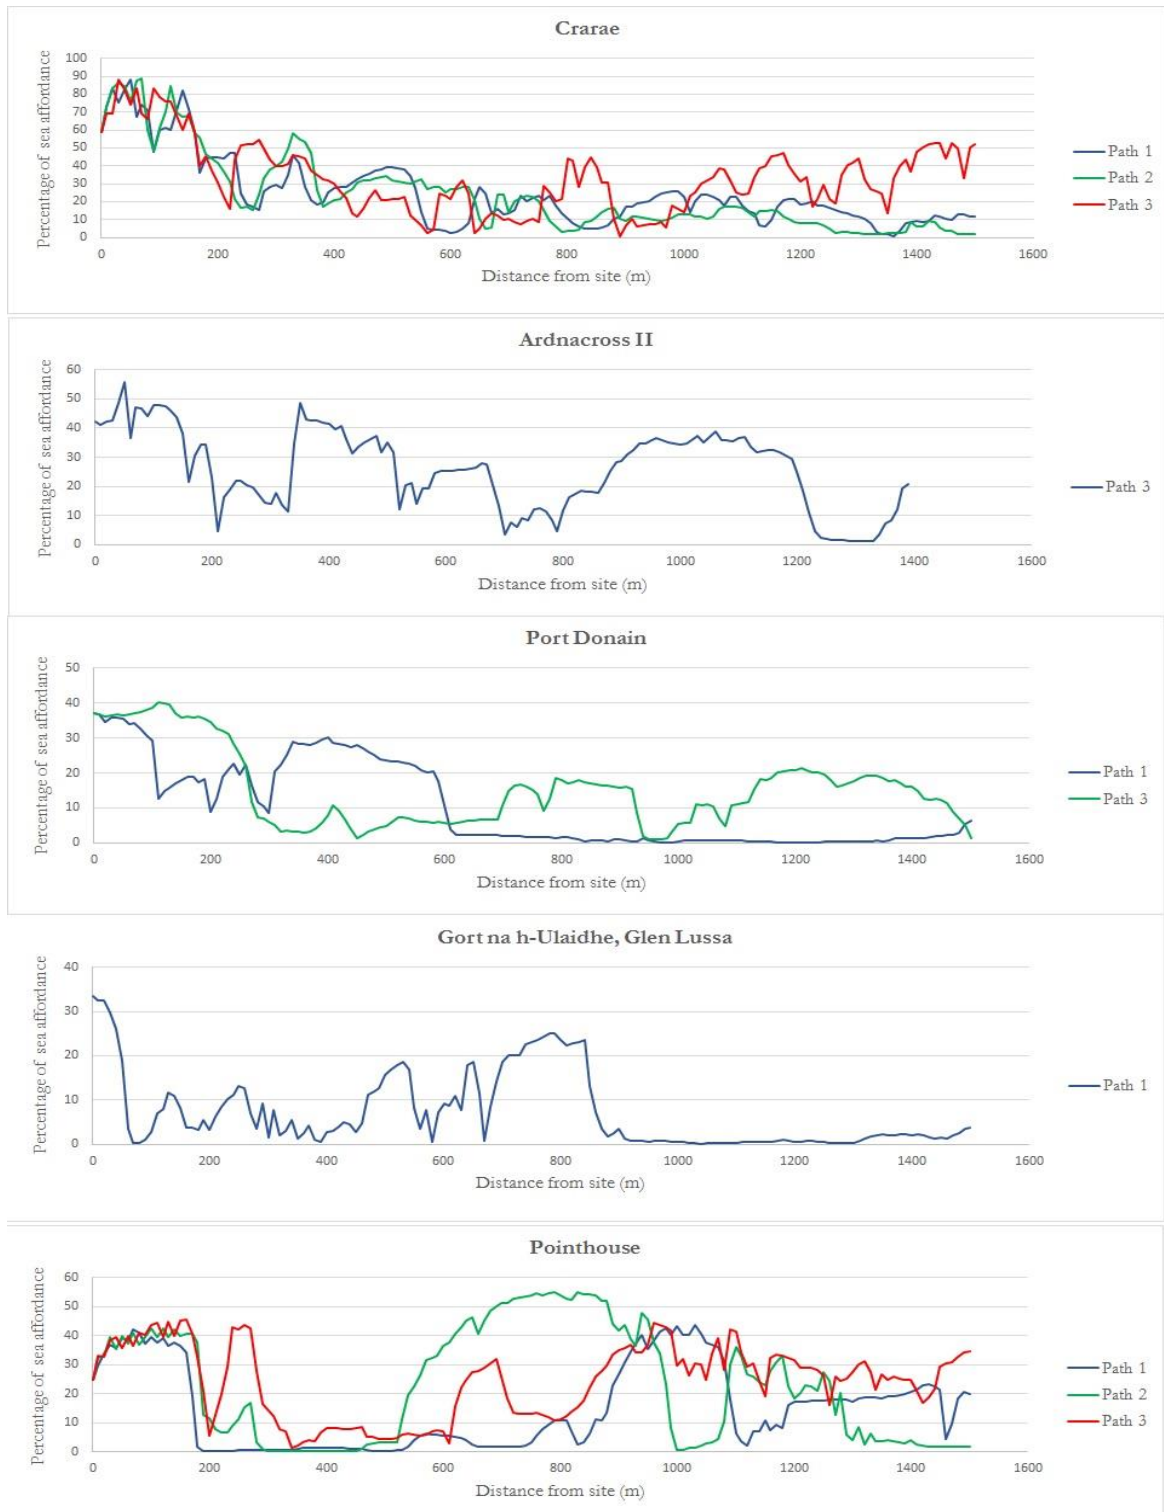 Crarae
Percentage of sea affordance
100
90
80
70
60
50
40
30
20
10
0
0 200 400 600 800 1000 1200 1400 1600
Distance from site (m)
Path 1
Path 2
Path 3
Ardnacross II
Percentage of sea affordance
60
50
40
30
20
10
0
0 200 400 600 800 1000 1200 1400 1600
Distance from site (m)
Path 3
Port Donain
Percentage of sea affordance
50
40
30
20
10
0
0 200 400 600 800 1000 1200 1400 1600
Distance from site (m)
Path 1
Path 3
Gort na h-Ulaidhe, Glen Lussa
Percentage of sea affordance
40
30
20
10
0
0 200 400 600 800 1000 1200 1400 1600
Distance from site (m)
Path 1
Pointhouse
Percentage of sea affordance
60
50
40
30
20
10
0
0 200 400 600 800 1000 1200 1400 1600
Distance from site (m)
Path 1
Path 2
Path 3